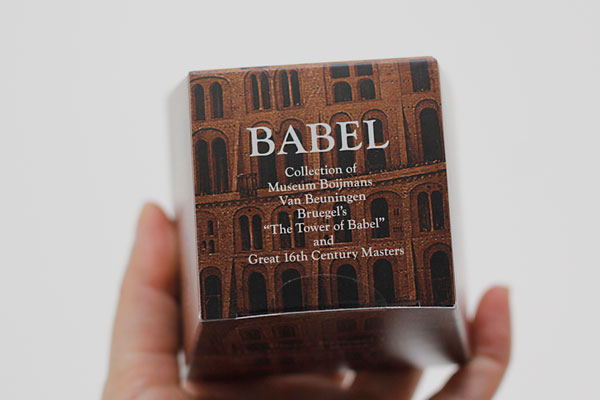 BABEL
Collection of
Museum Boijmans
Van Beuningen
Bruegel's
"The Tower of Babel"
and
Great 16th Century Masters